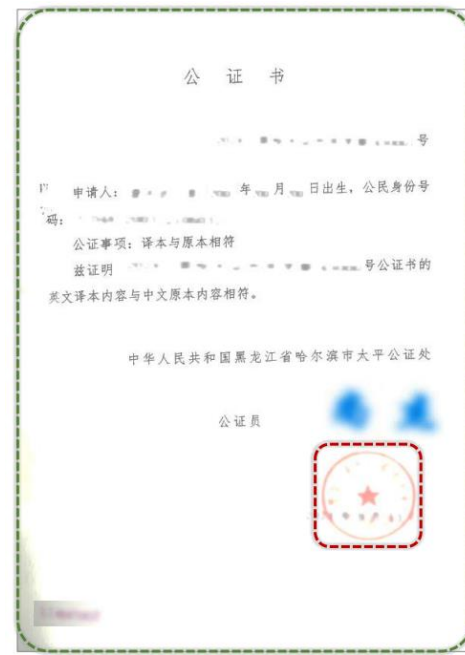 公证书
号
申请人： 年 月 日出生，公民身份号
码：
公证事项：译本与原本相符
兹证明 号公证书的
英文译本内容与中文原本内容相符。
中华人民共和国黑龙江省哈尔滨市太平公证处
公证员